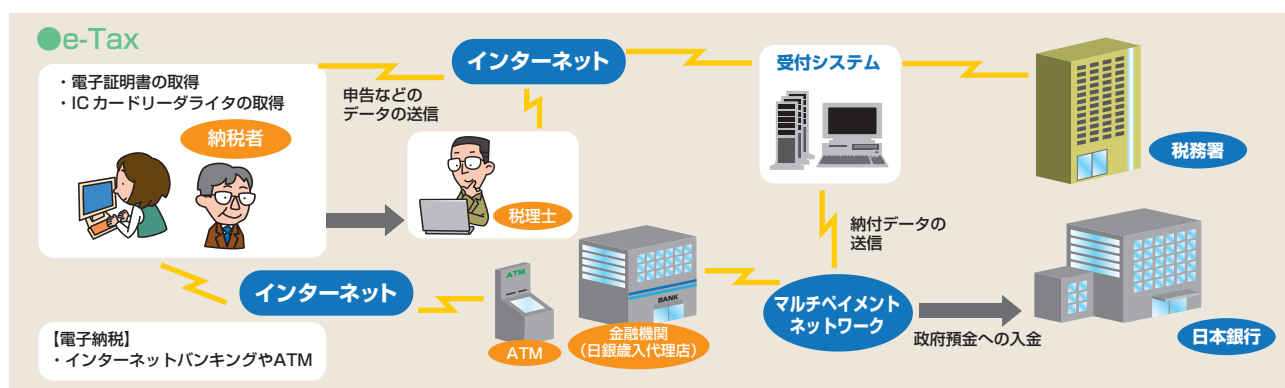 ●e-Tax
・電子証明書の取得
・ICカードリーダライタの取得
納税者
申告などの
データの送信
インターネット
受付システム
税務署
税理士
納付データの
送信
インターネット
ATM
ATM
BANK
金融機関
（日銀歳入代理店）
マルチペイメント
ネットワーク
政府預金への入金
日本銀行
【電子納税】
・インターネットバンキングやATM